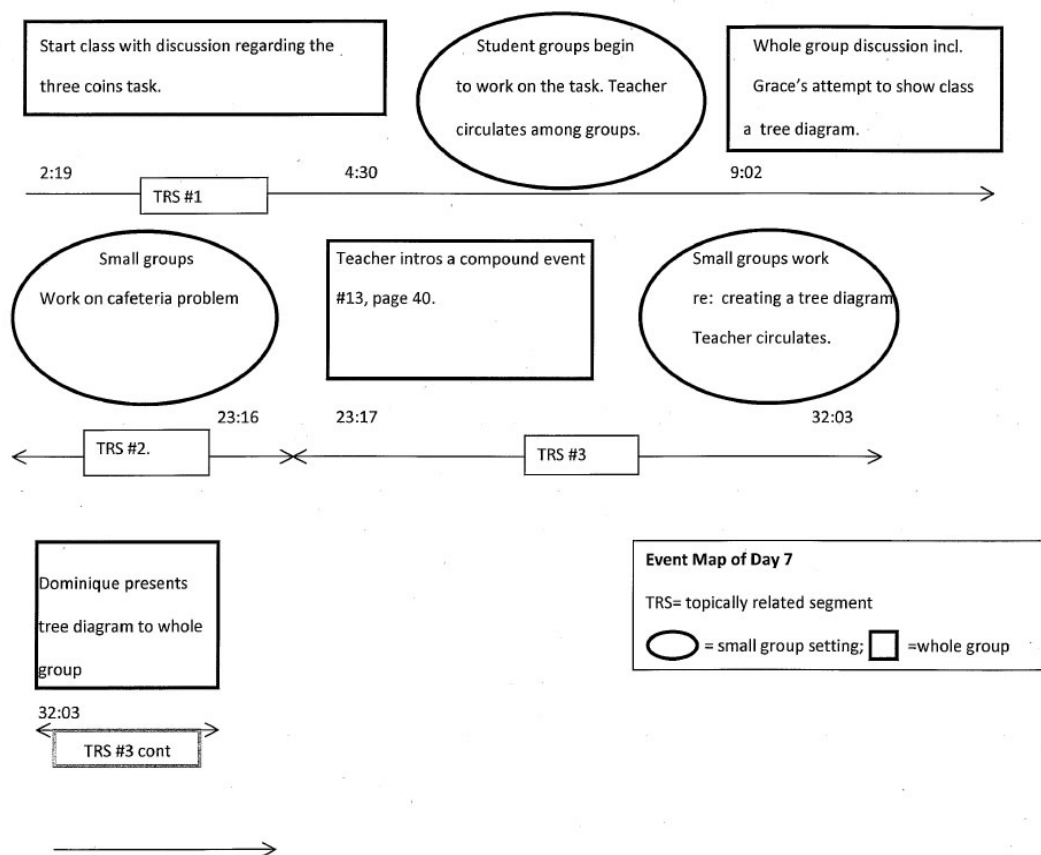 Start class with discussion regarding the
three coins task.
Student groups begin
to work on the task. Teacher
circulates among groups.
Whole group discussion incl.
Grace's attempt to show class
a tree diagram.
2:19
4:30
9:02
TRS #1
Small groups
Work on cafeteria problem
Teacher intros a compound event
#13, page 40.
Small groups work
re: creating a tree diagram
Teacher circulates.
23:16
23:17
32:03
TRS #2.
TRS #3
Dominique presents
tree diagram to whole
group
32:03
TRS #3 cont
Event Map of Day 7
TRS= topically related segment
= small group setting; =whole group